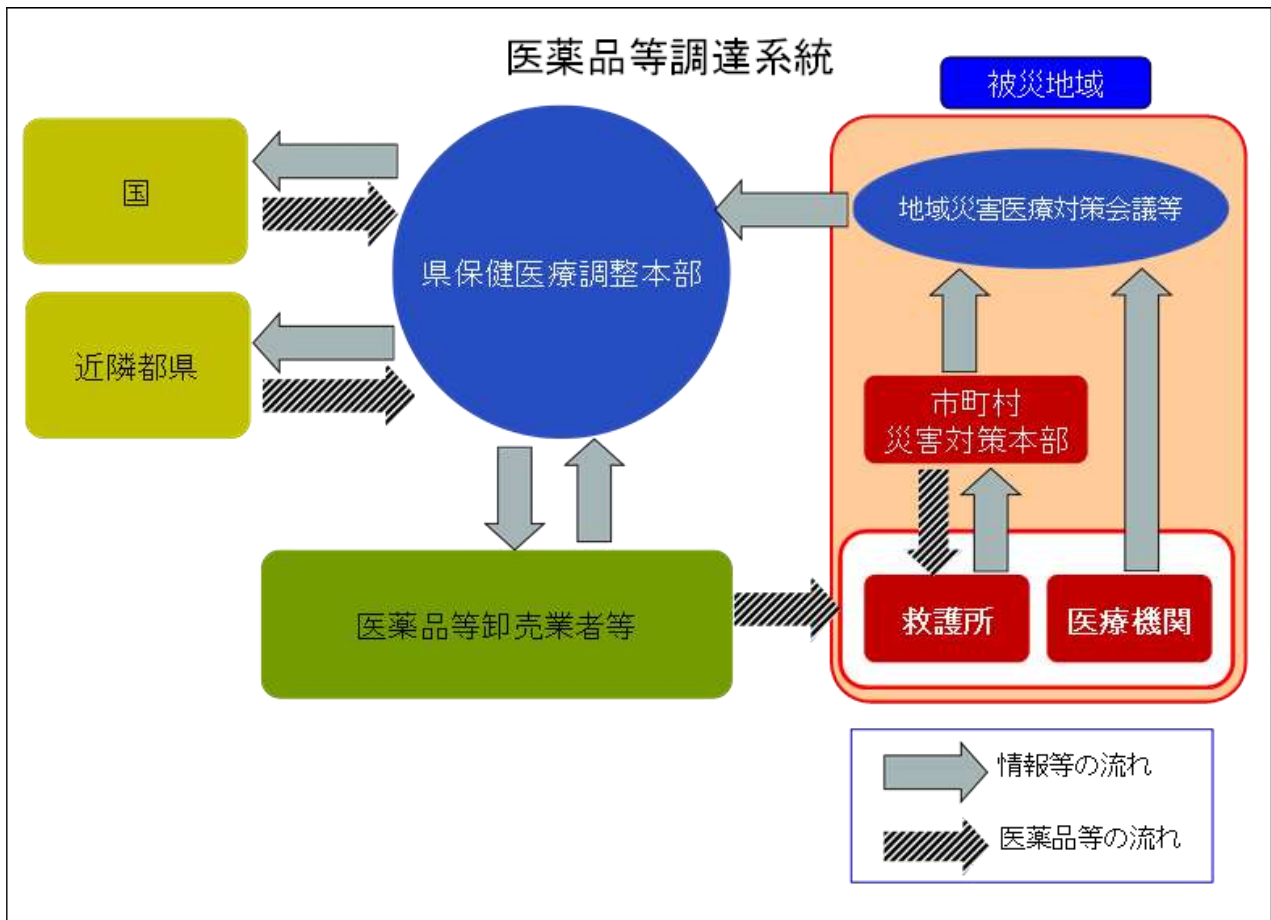 医薬品等調達系統
被災地域
国
近隣都県
県保健医療調整本部
地域災害医療対策会議等
市町村
災害対策本部
医薬品等卸売業者等
救護所
医療機関
情報等の流れ
医薬品等の流れ